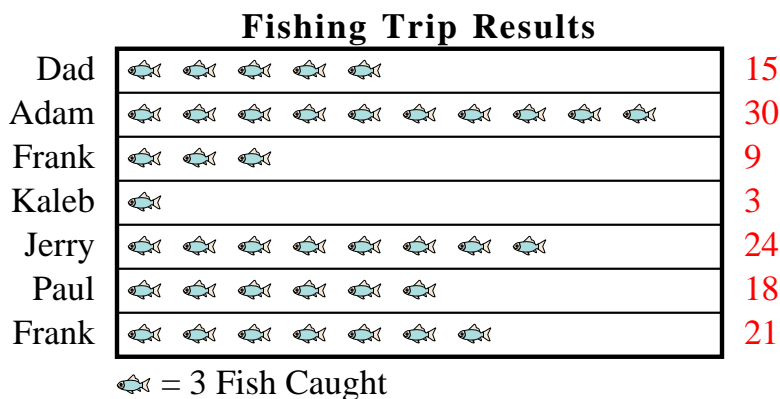 Fishing Trip Results
Dad 15
Adam 30
Frank 9
Kaleb 3
Jerry 24
Paul 18
Frank 21
= 3 Fish Caught